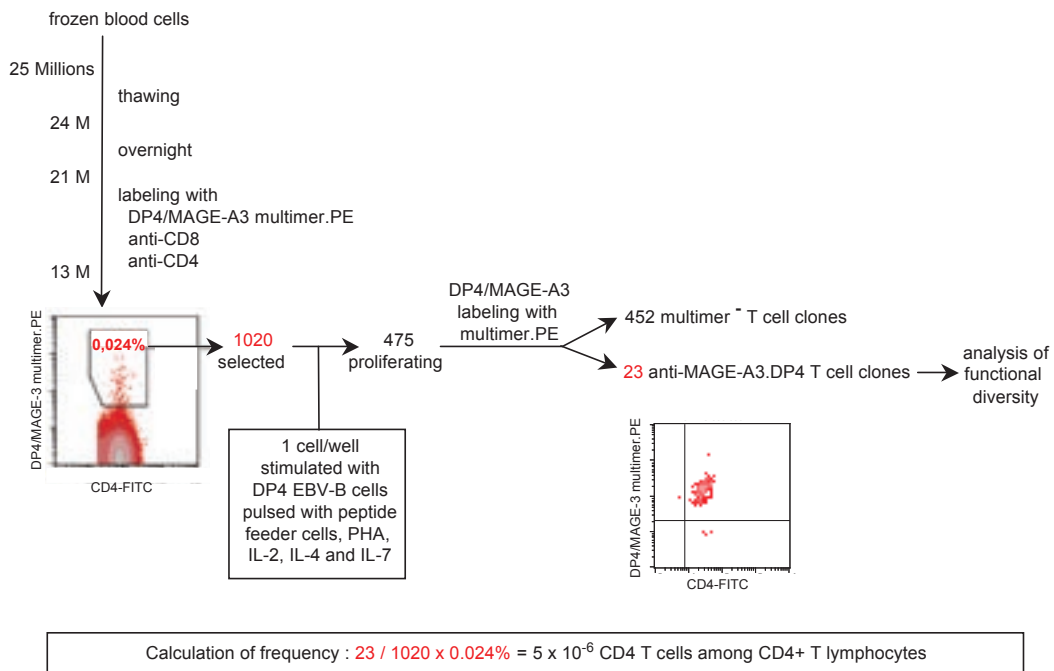 frozen blood cells
25 Millions
thawing
24 M
overnight
21 M
labeling with
DP4/MAGE-A3 multimer.PE
anti-CD8
anti-CD4
13 M
DP4/MAGE-3 multimer.PE
0,024%
CD4-FITC
1020
selected
1 cell/well
stimulated with
DP4 EBV-B cells
pulsed with peptide
feeder cells, PHA,
IL-2, IL-4 and IL-7
475
proliferating
DP4/MAGE-A3
labeling with
multimer.PE
452 multimer - T cell clones
23 anti-MAGE-A3.DP4 T cell clones
analysis of
functional
diversity
DP4/MAGE-3 multimer.PE
CD4-FITC
Calculation of frequency : 23 / 1020 x 0.024% = 5 x 10⁻⁶ CD4 T cells among CD4+ T lymphocytes